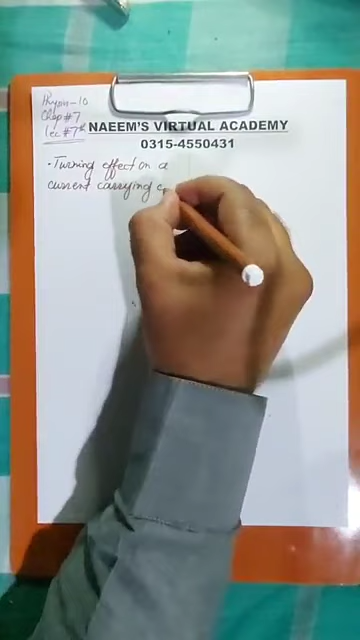 Physics-10
Chap #7
Lec #7
NAEEM'S VIRTUAL ACADEMY
0315-4550431
• Turning effect on a
current carrying